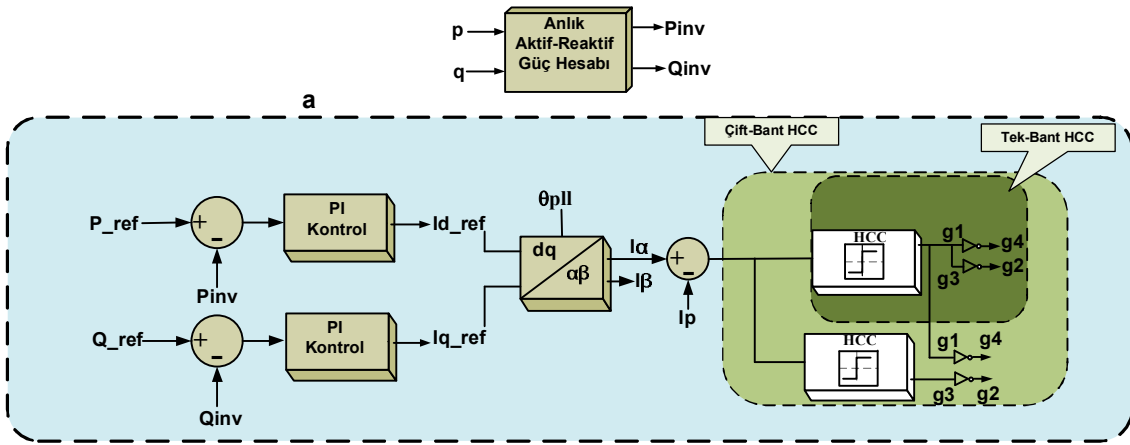 p
q
Anlık
Aktif-Reaktif
Güç Hesabı
Pinv
Qinv
a
Çift-Bant HCC
Tek-Bant HCC
P_ref
+
-
Pinv
PI
Kontrol
Id_ref
θpll
dq
αβ
Iα
Iβ
+
-
Ip
HCC
g1
g4
g3
g2
Q_ref
+
-
Qinv
PI
Kontrol
Iq_ref
HCC
g1
g4
g3
g2